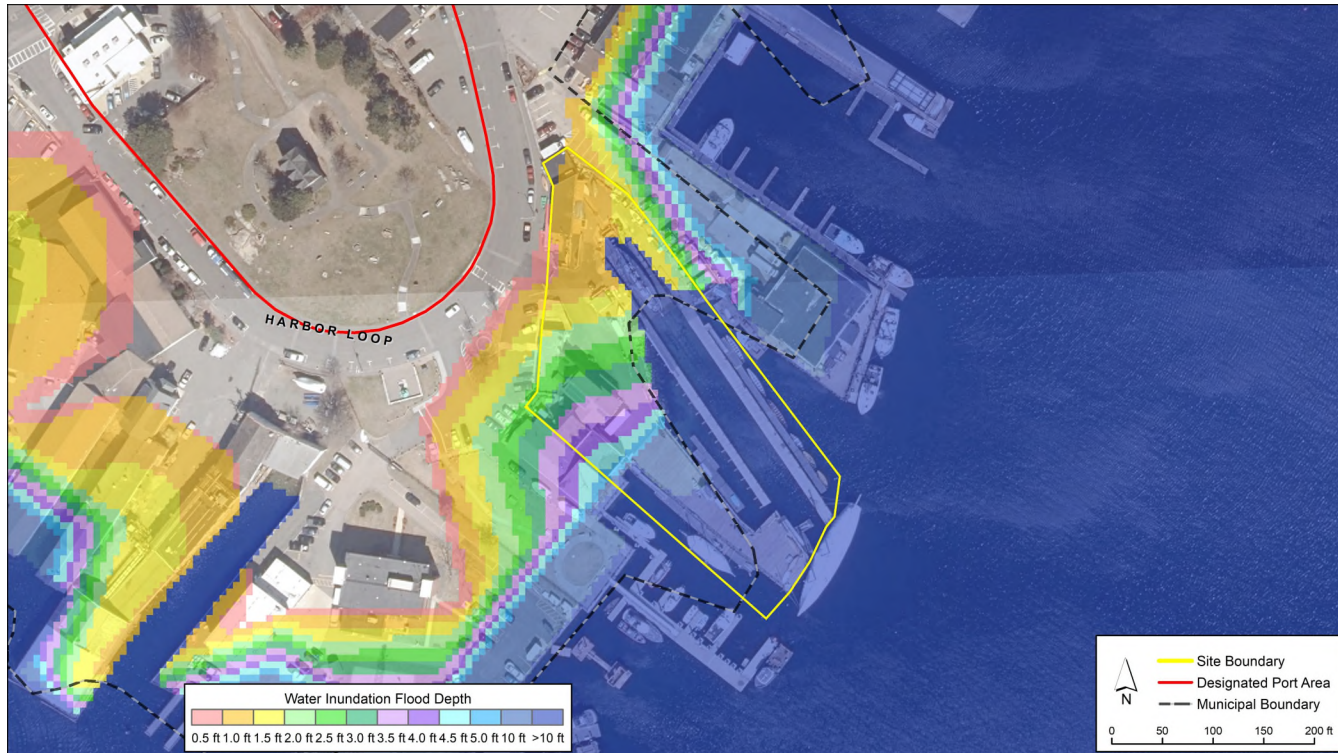 HARBOR LOOP
Water Inundation Flood Depth
0.5 ft 1.0 ft 1.5 ft 2.0 ft 2.5 ft 3.0 ft 3.5 ft 4.0 ft 4.5 ft 5.0 ft 10 ft >10 ft
Site Boundary
Designated Port Area
Municipal Boundary
N
0 50 100 150 200 ft